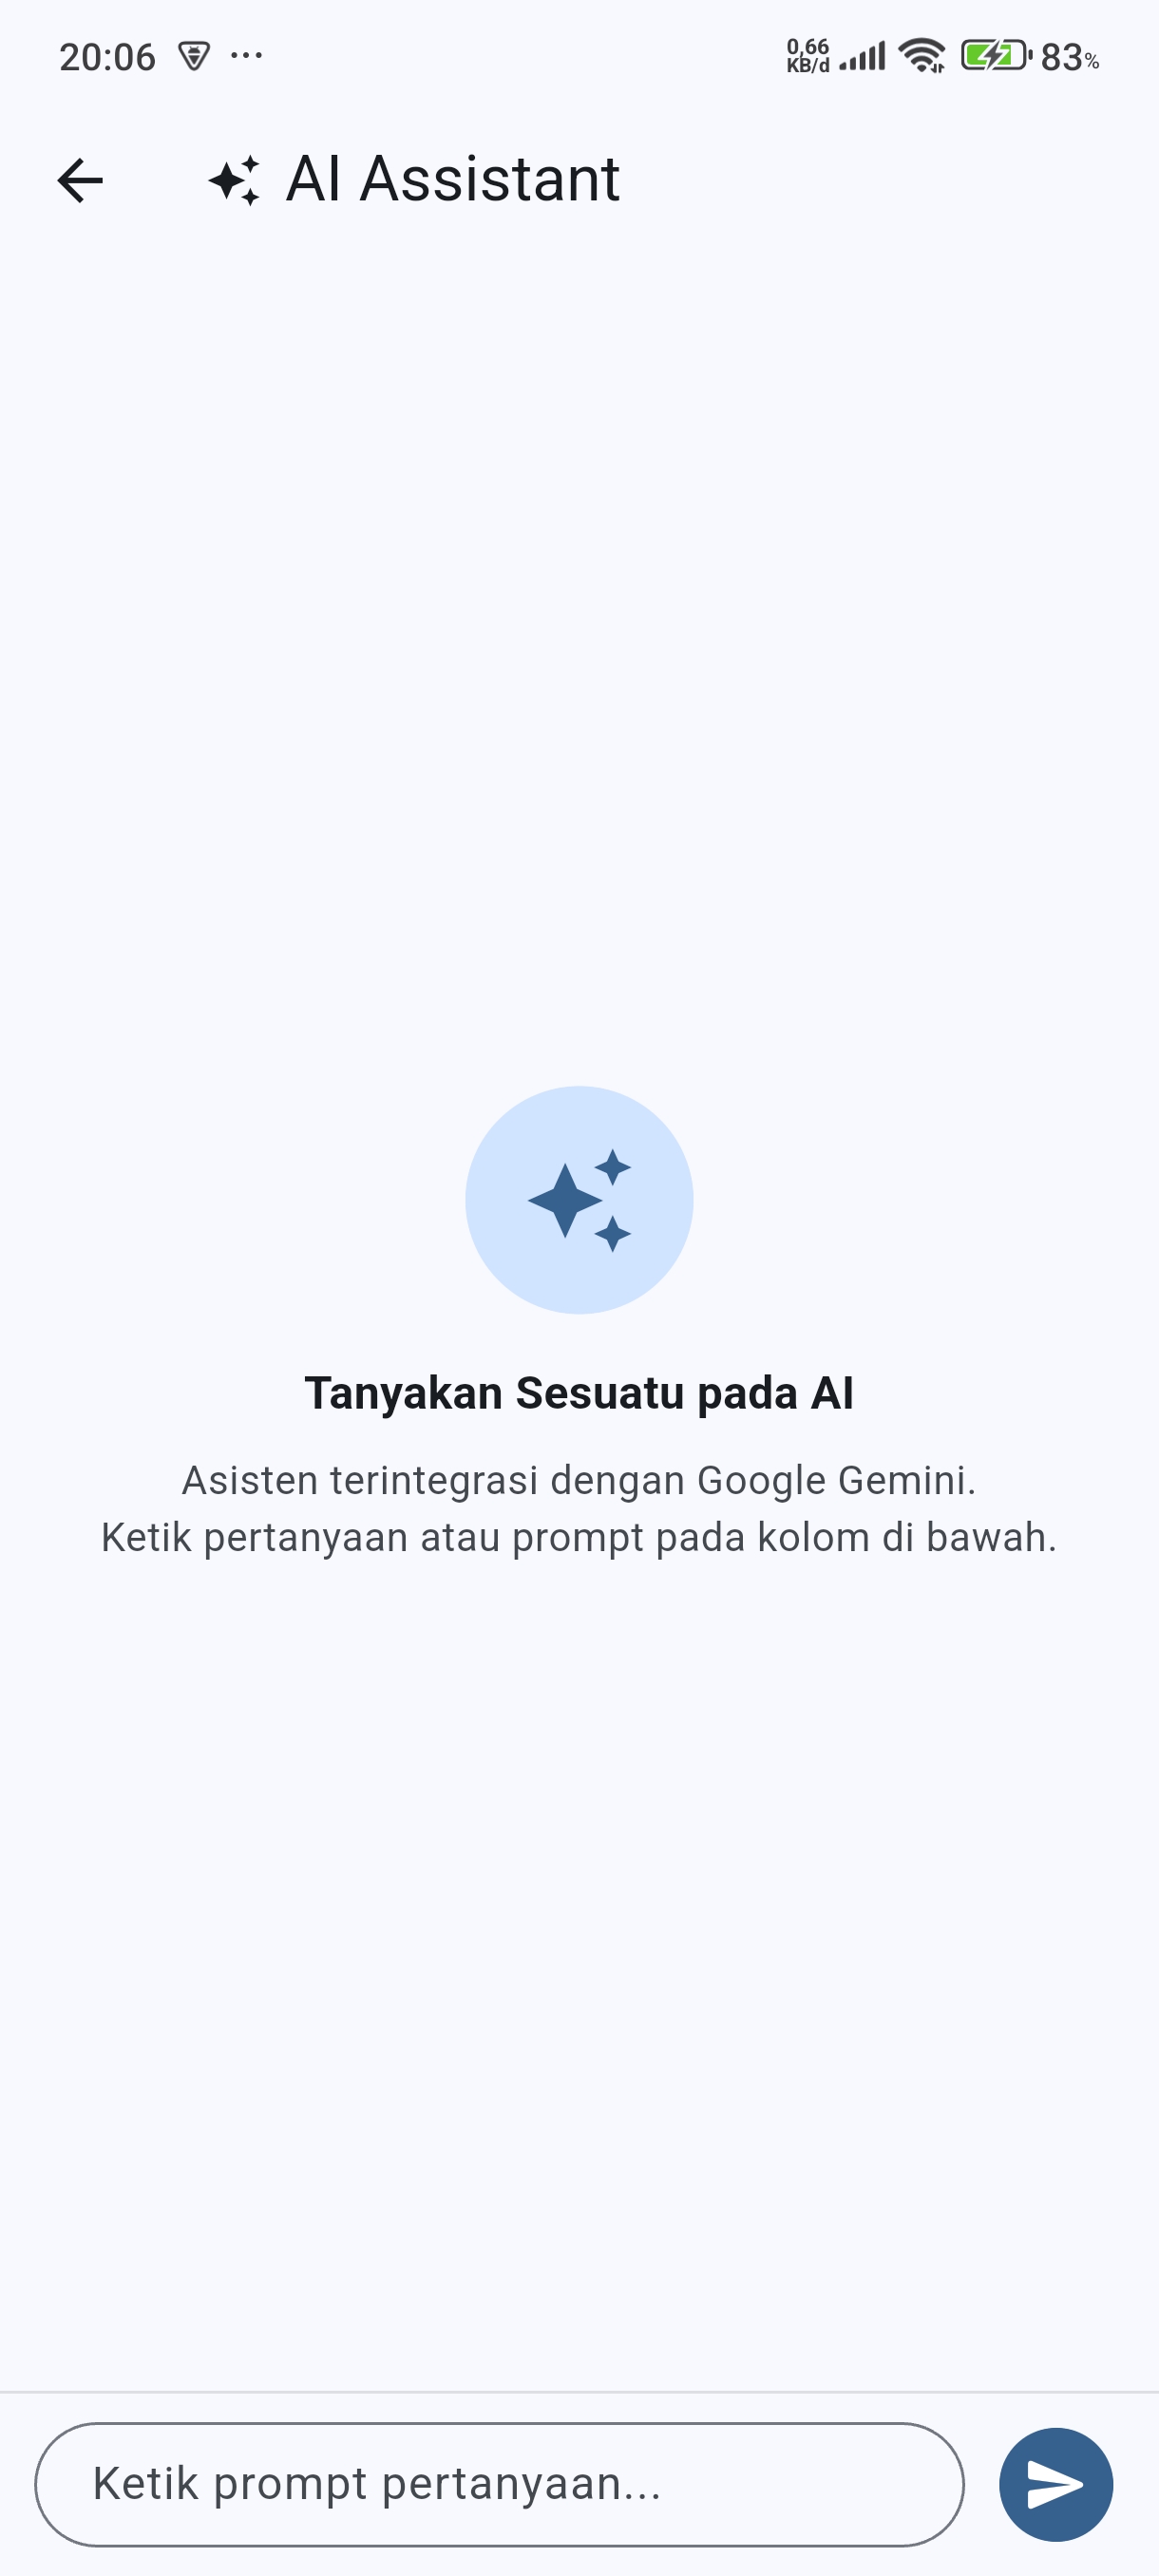 20:06
0,66
KB/d
83%
AI Assistant
Tanyakan Sesuatu pada AI
Asisten terintegrasi dengan Google Gemini.
Ketik pertanyaan atau prompt pada kolom di bawah.
Ketik prompt pertanyaan...